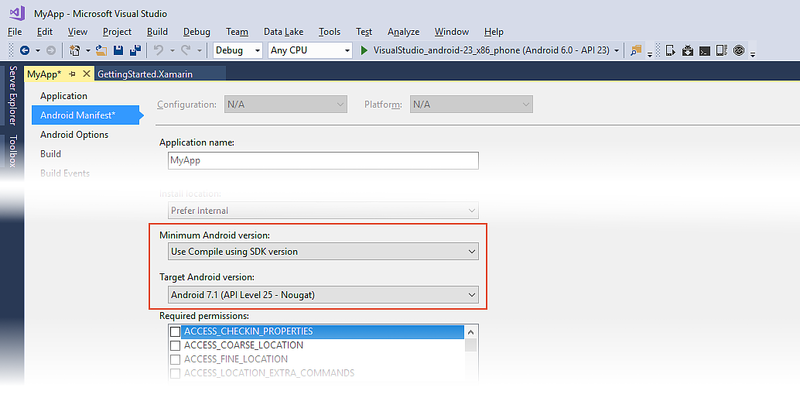 MyApp - Microsoft Visual Studio
File Edit View Project Build Debug Team Data Lake Tools Test Analyze Window Help
Debug Any CPU VisualStudio_android-23_x86_phone (Android 6.0 - API 23)
Server Explorer
Toolbox
MyApp* GettingStarted.Xamarin
Application
Android Manifest*
Android Options
Build
Build Events
Configuration: N/A Platform: N/A
Application name:
MyApp
Install location:
Prefer Internal
Minimum Android version:
Use Compile using SDK version
Target Android version:
Android 7.1 (API Level 25 - Nougat)
Required permissions:
ACCESS_CHECKIN_PROPERTIES
ACCESS_COARSE_LOCATION
ACCESS_FINE_LOCATION
ACCESS_LOCATION_EXTRA_COMMANDS